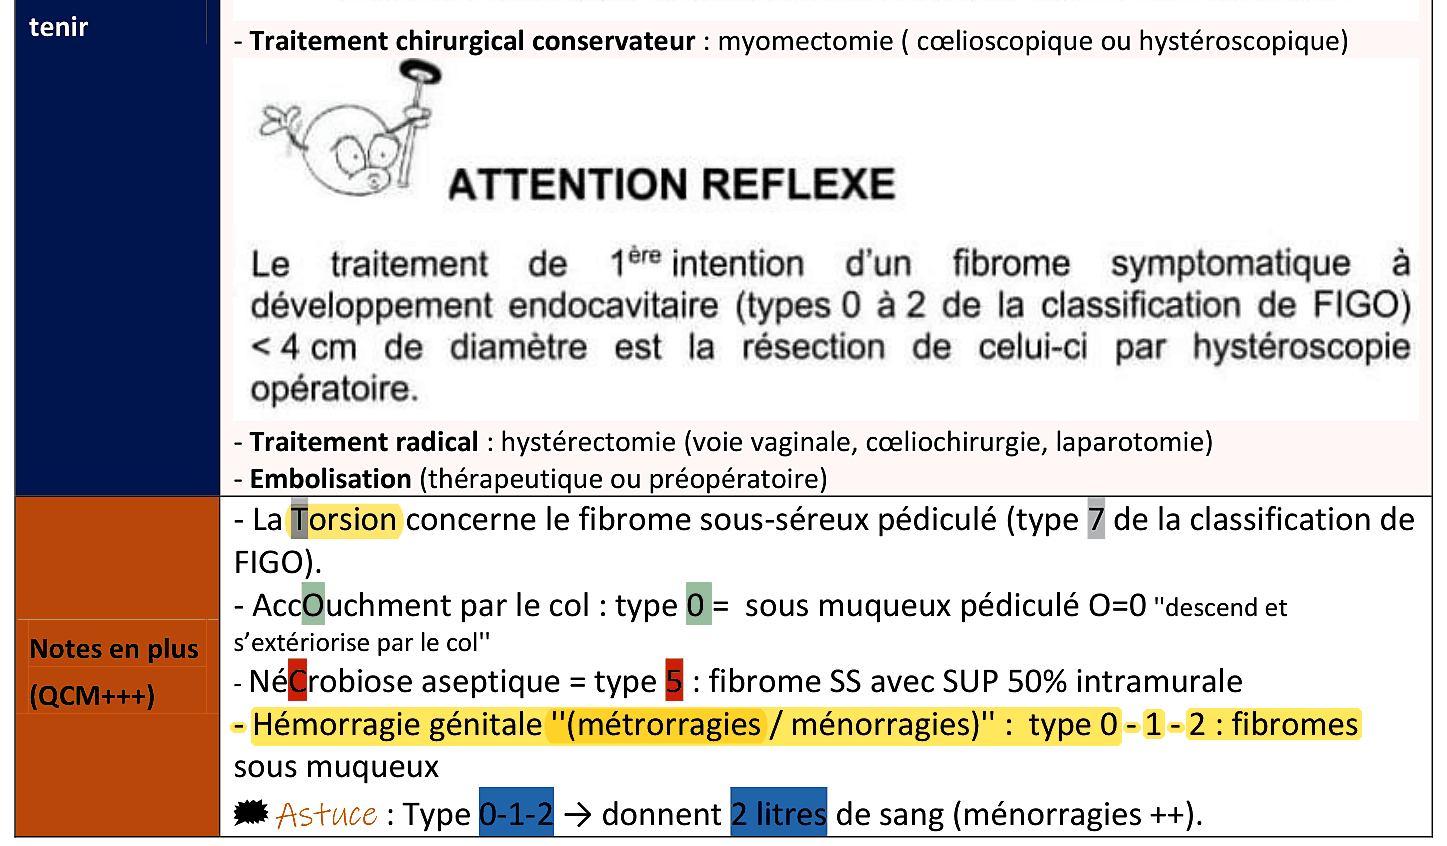 tenir
- Traitement chirurgical conservateur : myomectomie ( cœlioscopique ou hystéroscopique)
ATTENTION REFLEXE
Le traitement de 1ère intention d'un fibrome symptomatique à
développement endocavitaire (types 0 à 2 de la classification de FIGO)
< 4 cm de diamètre est la résection de celui-ci par hystéroscopie
opératoire.
- Traitement radical : hystérectomie (voie vaginale, cœliochirurgie, laparotomie)
- Embolisation (thérapeutique ou préopératoire)
Notes en plus
(QCM+++)
- La Torsion concerne le fibrome sous-séreux pédiculé (type 7 de la classification de
FIGO).
- AccOuchment par le col : type 0 = sous muqueux pédiculé O=0 "descend et
s'extériorise par le col"
- NéCrobiose aseptique = type 5 : fibrome SS avec SUP 50% intramurale
- Hémorragie génitale "(métrorragies / ménorragies)" : type 0 - 1 - 2 : fibromes
sous muqueux
Astuce : Type 0-1-2 → donnent 2 litres de sang (ménorragies ++).